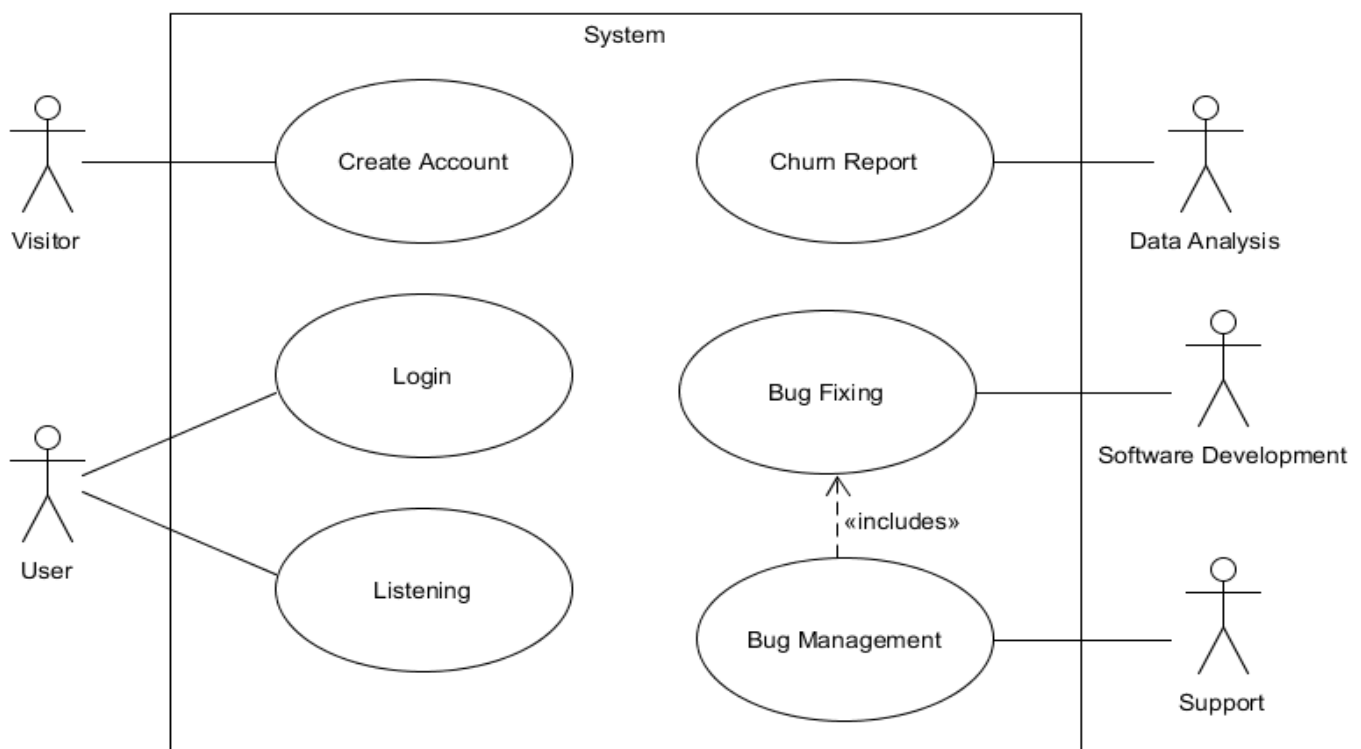 System
Create Account
Churn Report
Visitor
Data Analysis
Login
Bug Fixing
Software Development
User
«includes»
Listening
Bug Management
Support